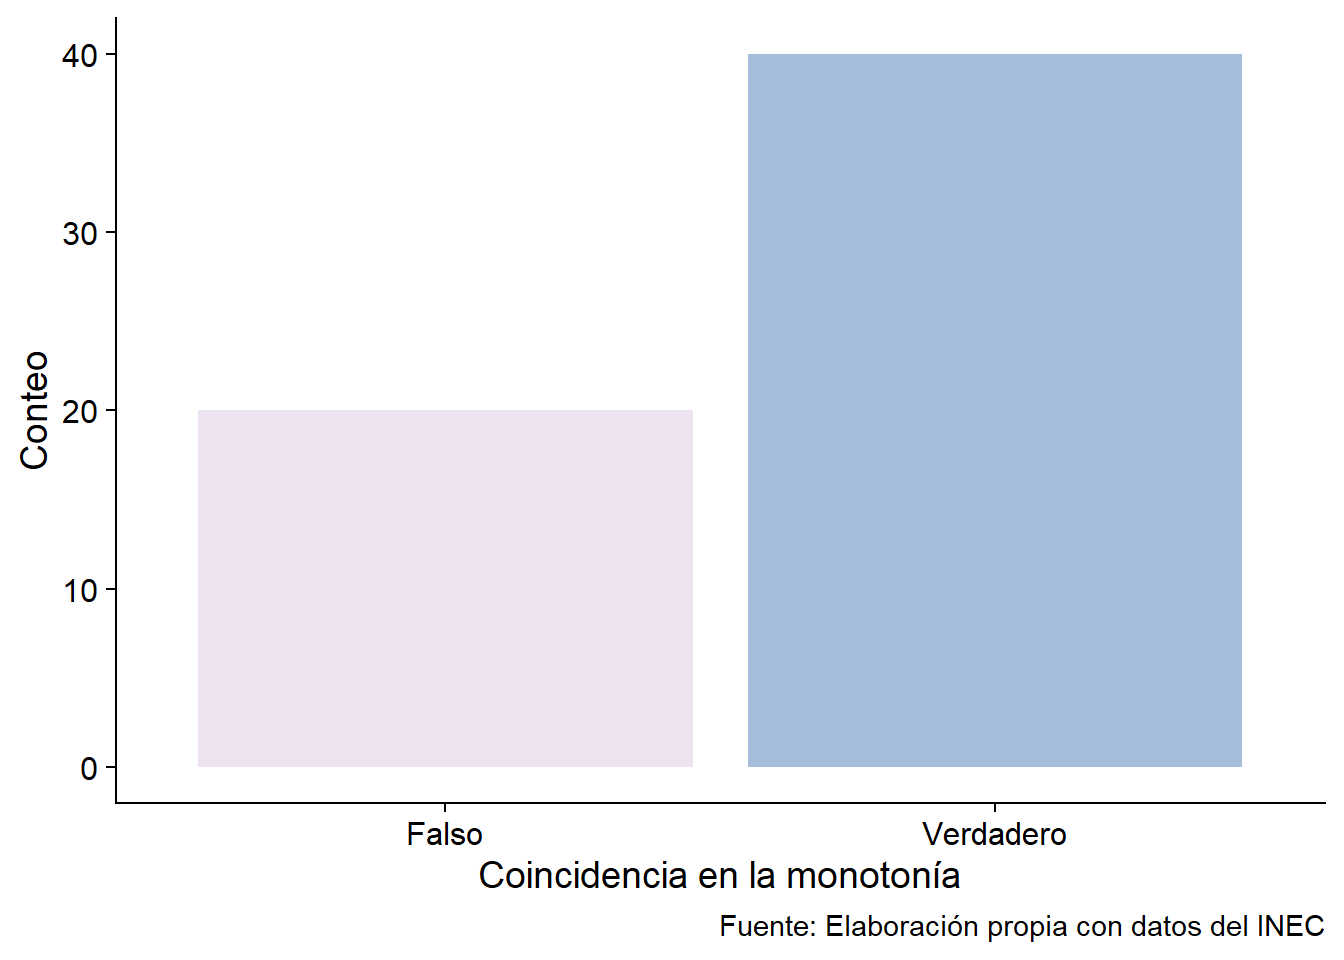 40
30
20
10
0
Conteo
Falso
Verdadero
Coincidencia en la monotonía
Fuente: Elaboración propia con datos del INEC